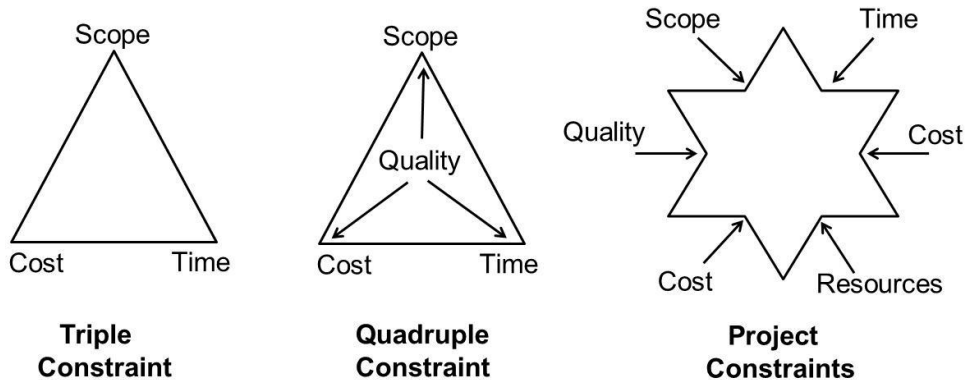 Scope
Cost
Time
Triple
Constraint
Scope
Quality
Cost
Time
Quadruple
Constraint
Scope
Time
Quality
Cost
Cost
Resources
Project
Constraints